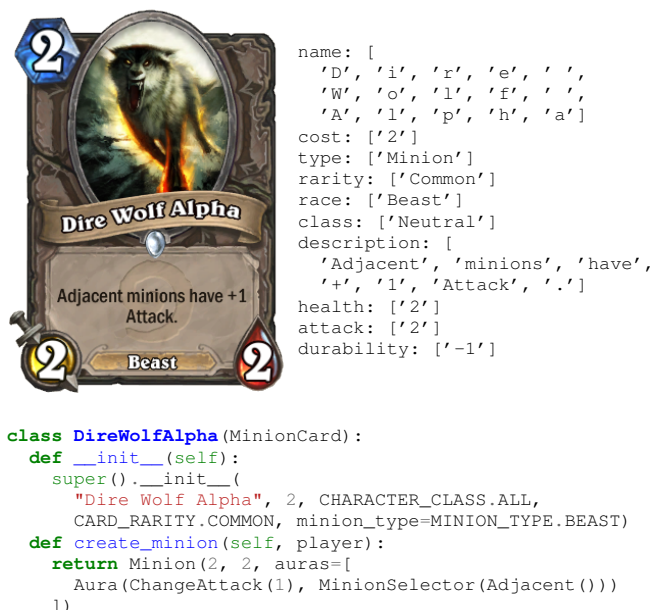 2
Dire Wolf Alpha
Adjacent minions have +1
Attack.
2
Beast
2
name: [
'D', 'i', 'r', 'e', ' ',
'W', 'o', 'l', 'f', ' ',
'A', 'l', 'p', 'h', 'a']
cost: ['2']
type: ['Minion']
rarity: ['Common']
race: ['Beast']
class: ['Neutral']
description: [
'Adjacent', 'minions', 'have',
'+', '1', 'Attack', '.']
health: ['2']
attack: ['2']
durability: ['-1']
class DireWolfAlpha(MinionCard):
def __init__(self):
super().__init__(
"Dire Wolf Alpha", 2, CHARACTER_CLASS.ALL,
CARD_RARITY.COMMON, minion_type=MINION_TYPE.BEAST)
def create_minion(self, player):
return Minion(2, 2, auras=[
Aura(ChangeAttack(1), MinionSelector(Adjacent()))
])